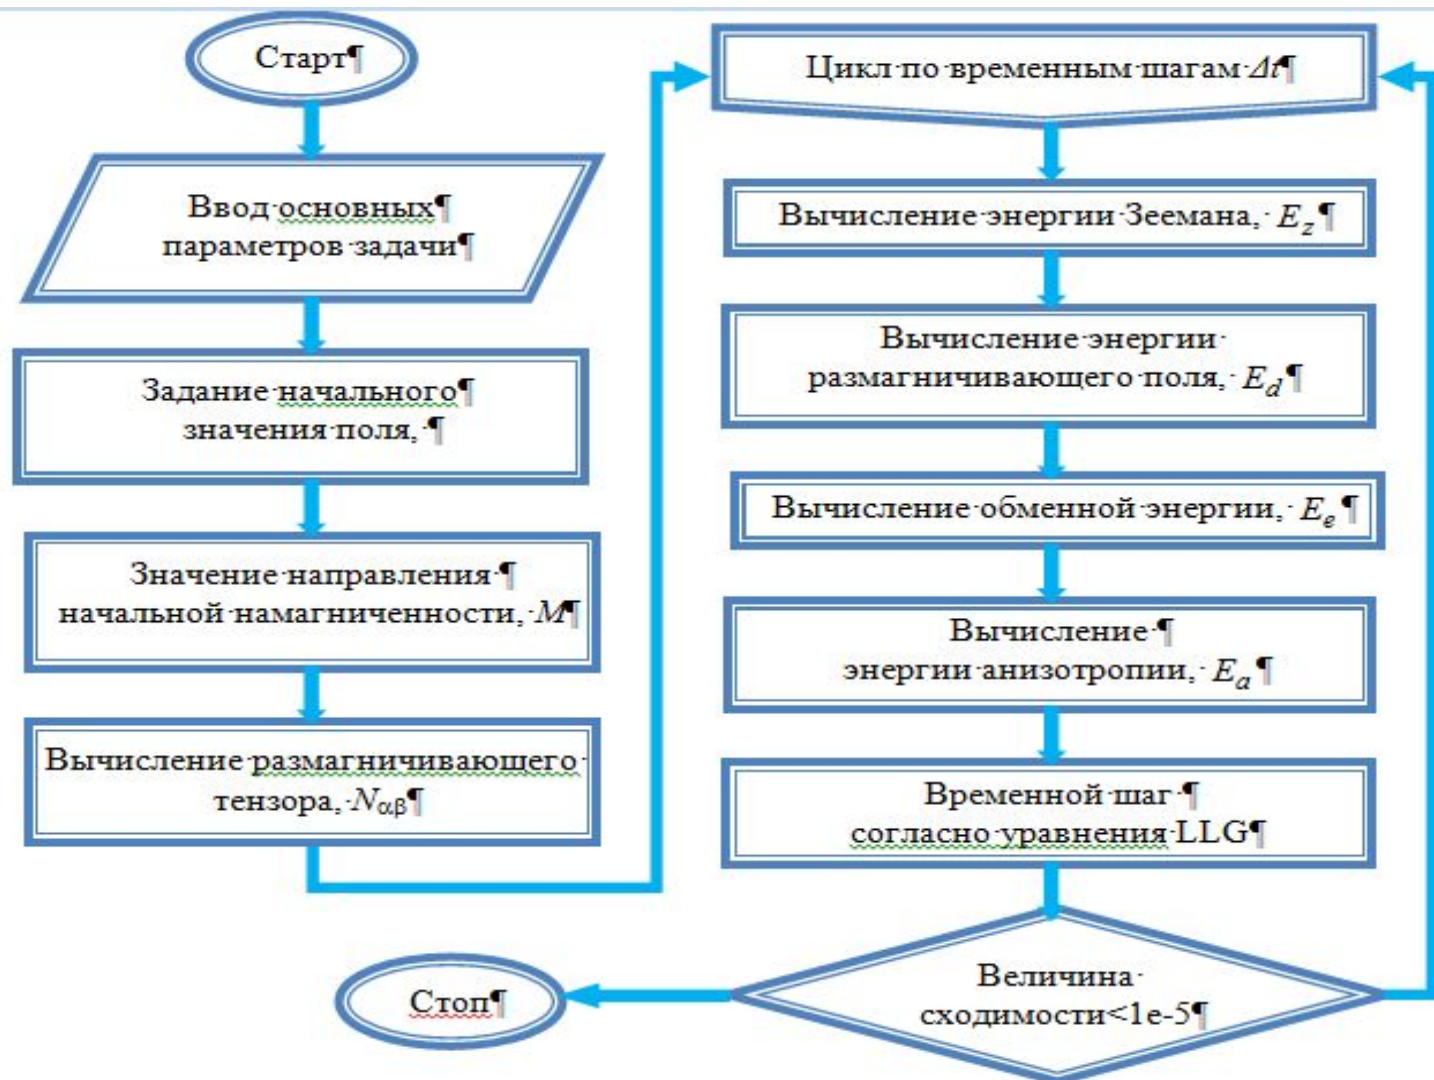 Старт¶
Ввод·основных¶
параметров·задачи¶
Задание·начального¶
значения·поля,·¶
Значение·направления·¶
начальной·намагниченности,·M¶
Вычисление·размагничивающего·
тензора,·Nαβ¶
Цикл·по·временным·шагам·Δt¶
Вычисление·энергии·Зеемана,·Ez¶
Вычисление·энергии·
размагничивающего·поля,·Ed¶
Вычисление·обменной·энергии,·Ee¶
Вычисление·¶
энергии·анизотропии,·Ea¶
Временной·шаг·¶
согласно·уравнения·LLG¶
Величина·
сходимости<1e-5¶
Стоп¶